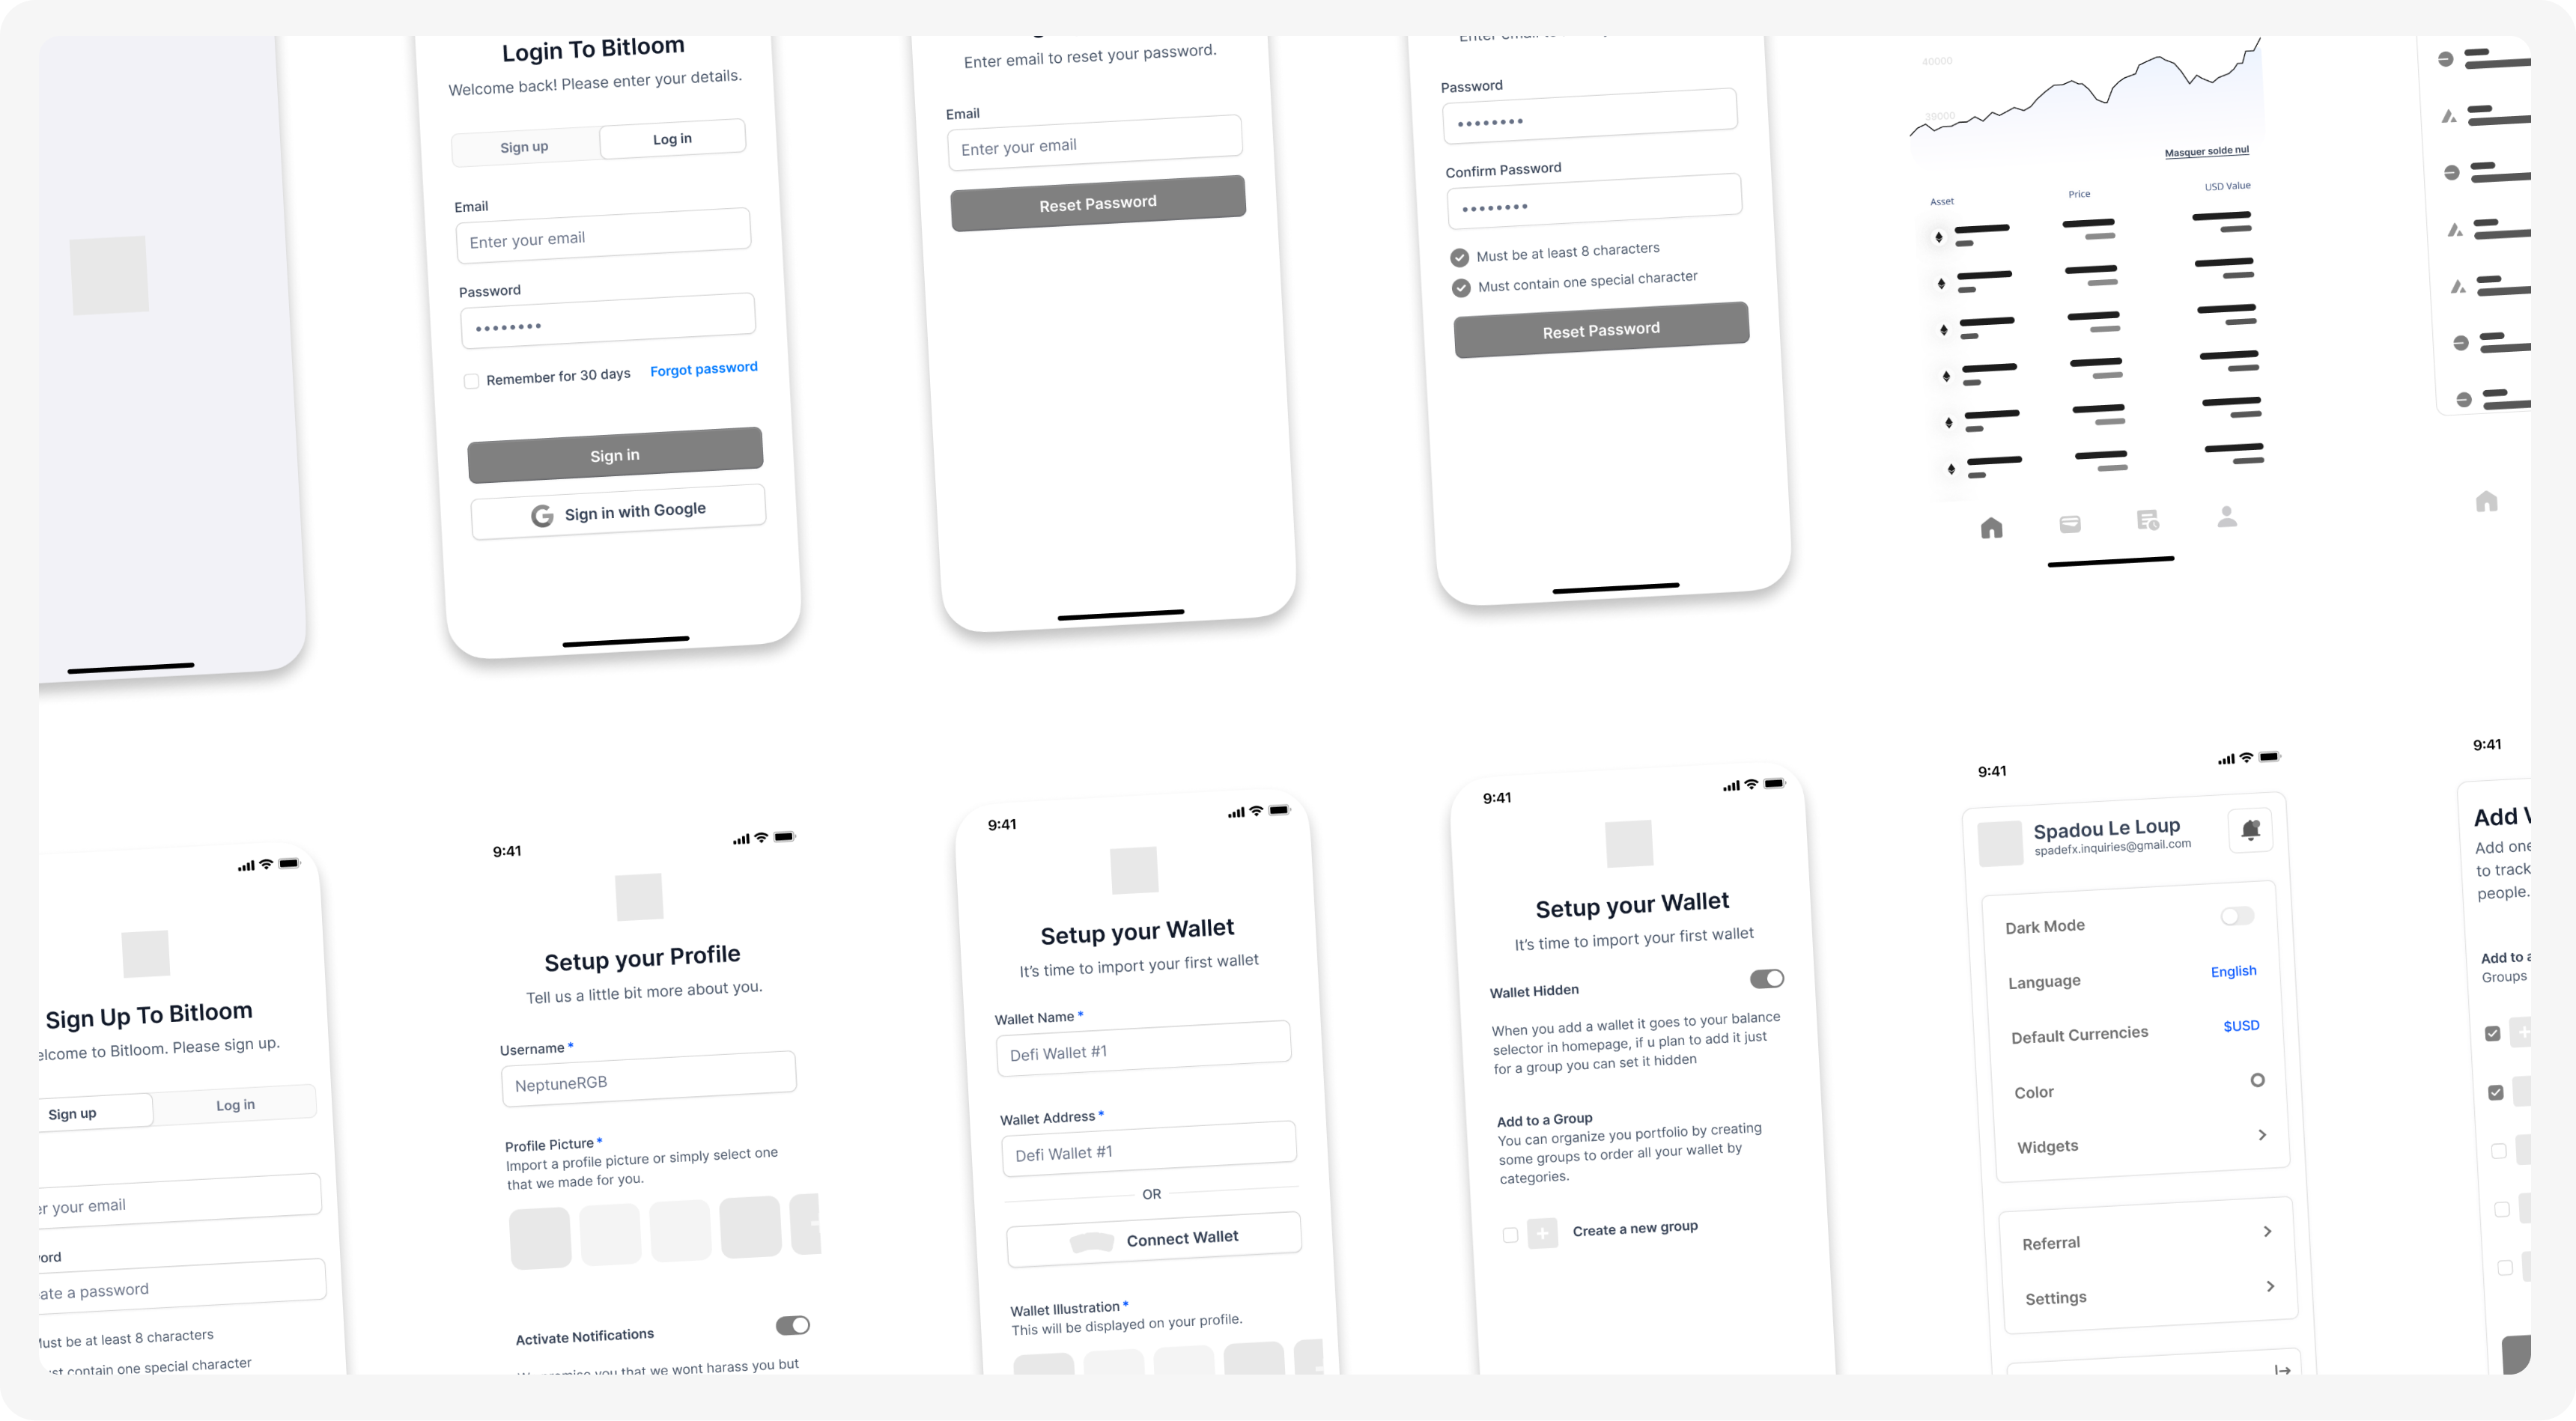 Login To Bitloom
Welcome back! Please enter your details.
Sign up
Log in
Email
Enter your email
Password
Remember for 30 days
Forgot password
Sign in
Sign in with Google
Enter email to reset your password.
Email
Enter your email
Reset Password
Enter
Password
Confirm Password
Must be at least 8 characters
Must contain one special character
Reset Password
40000
39000
Masquer solde nul
Asset
Price
USD Value
Sign Up To Bitloom
elcome to Bitloom. Please sign up.
Sign up
Log in
er your email
ord
ate a password
Must be at least 8 characters
st contain one special character
9:41
Setup your Profile
Tell us a little bit more about you.
Username *
NeptuneRGB
Profile Picture *
Import a profile picture or simply select one
that we made for you.
Activate Notifications
We promise you that we wont harass you but
9:41
Setup your Wallet
It's time to import your first wallet
Wallet Name *
Defi Wallet #1
Wallet Address *
Defi Wallet #1
OR
Connect Wallet
Wallet Illustration *
This will be displayed on your profile.
9:41
Setup your Wallet
It's time to import your first wallet
Wallet Hidden
When you add a wallet it goes to your balance
selector in homepage, if u plan to add it just
for a group you can set it hidden
Add to a Group
You can organize you portfolio by creating
some groups to order all your wallet by
categories.
Create a new group
9:41
Spadou Le Loup
spadefx.inquiries@gmail.com
Dark Mode
Language
English
Default Currencies
$USD
Color
Widgets
Referral
Settings
9:41
Add
Add one
to track
people.
Add to a
Groups